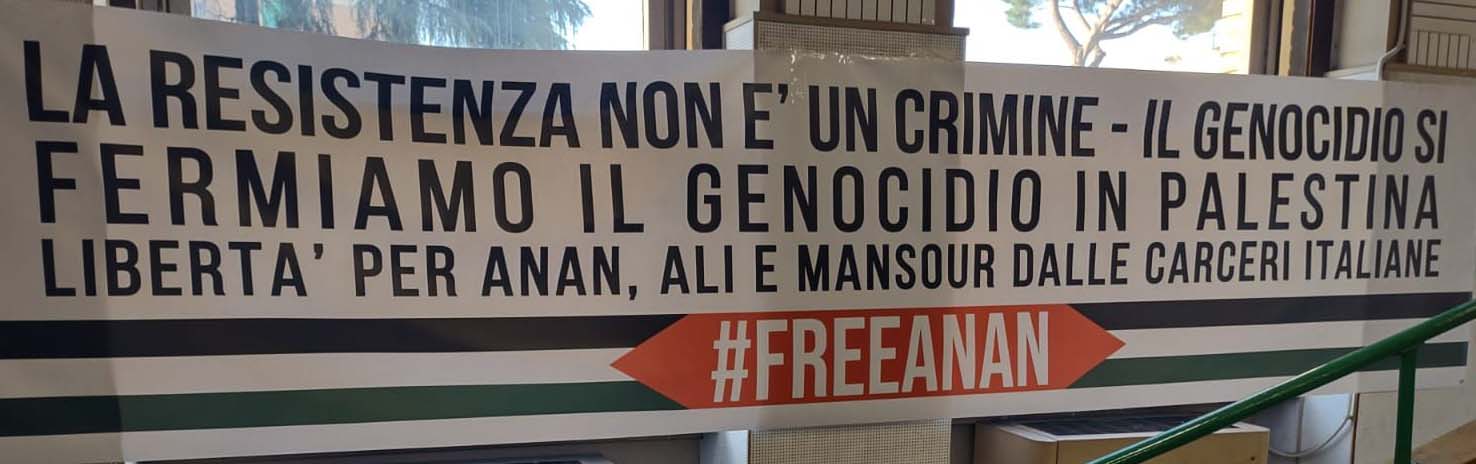 LA RESISTENZA NON E' UN CRIMINE - IL GENOCIDIO SI
FERMIAMO IL GENOCIDIO IN PALESTINA
LIBERTA' PER ANAN, ALI E MANSOUR DALLE CARCERI ITALIANE
#FREEANAN